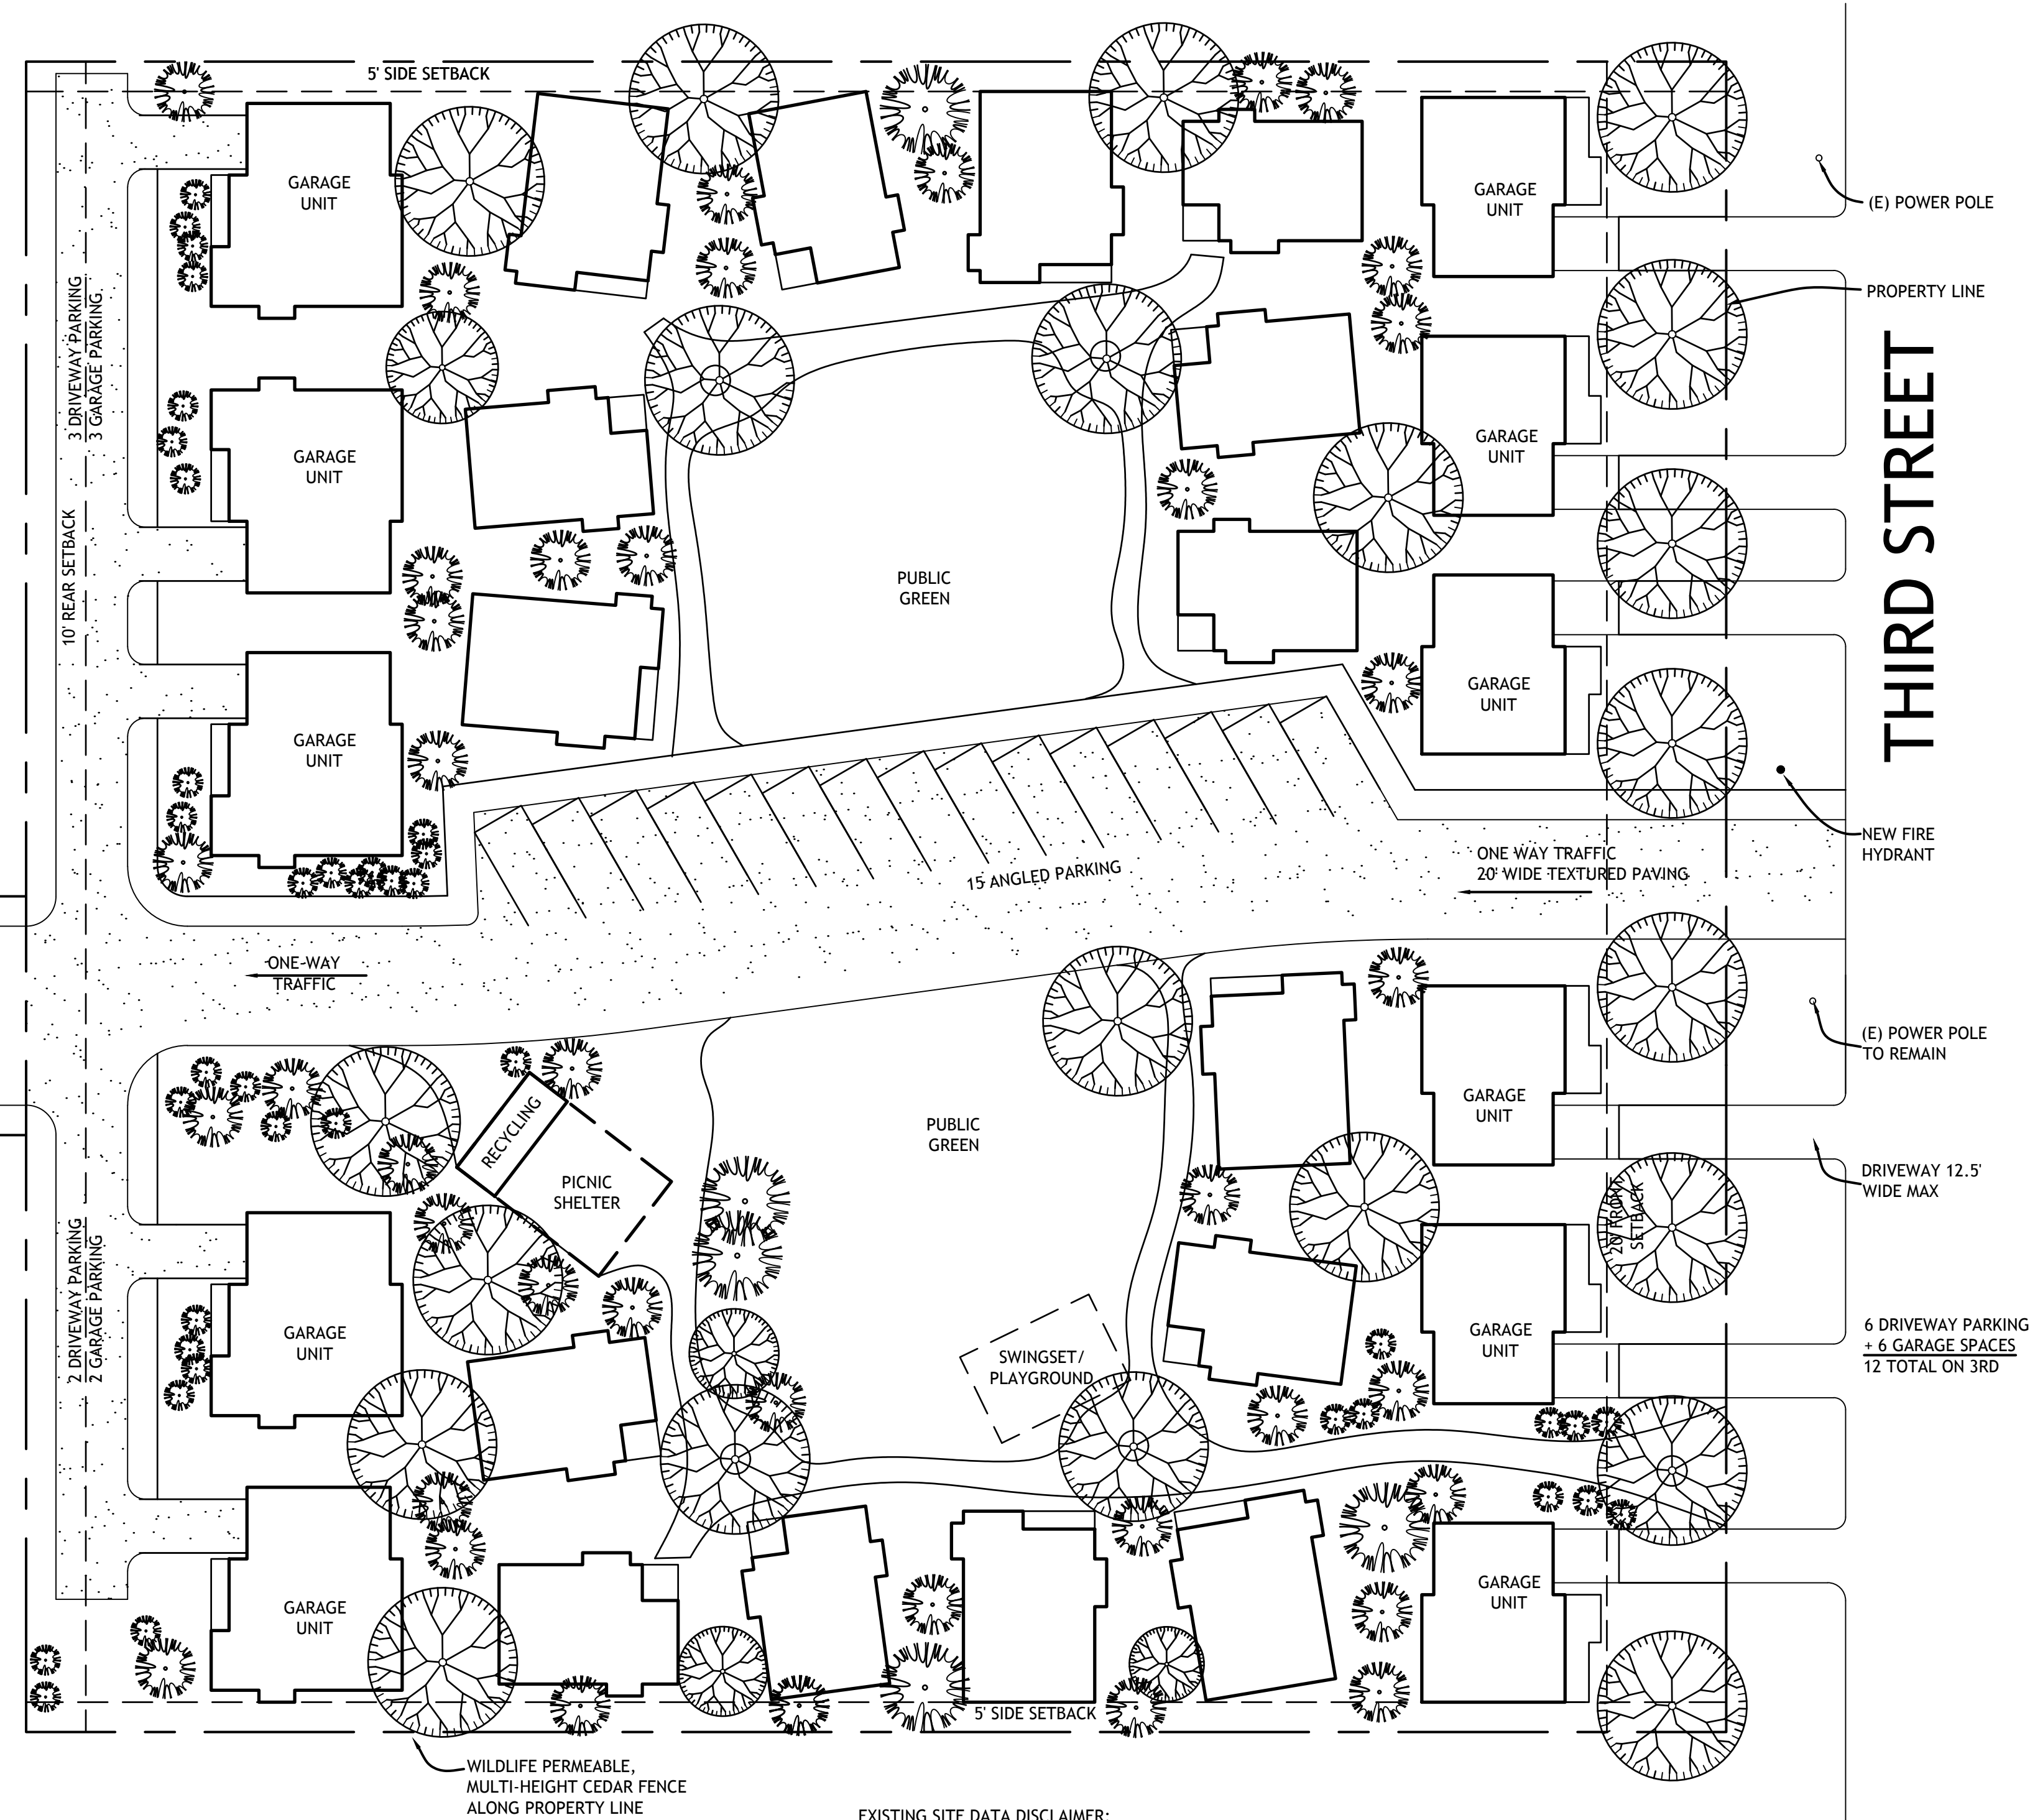 5' SIDE SETBACK
GARAGE
UNIT
GARAGE
UNIT
(E) POWER POLE
PROPERTY LINE
3 DRIVEWAY PARKING
3 GARAGE PARKING
GARAGE
UNIT
GARAGE
UNIT
THIRD STREET
10' REAR SETBACK
PUBLIC
GREEN
GARAGE
UNIT
GARAGE
UNIT
NEW FIRE
HYDRANT
ONE WAY TRAFFIC
20' WIDE TEXTURED PAVING
15 ANGLED PARKING
ONE-WAY
TRAFFIC
(E) POWER POLE
TO REMAIN
RECYCLING
PICNIC
SHELTER
PUBLIC
GREEN
GARAGE
UNIT
DRIVEWAY 12.5'
WIDE MAX
20' FRONT
SETBACK
2 DRIVEWAY PARKING
2 GARAGE PARKING
GARAGE
UNIT
SWINGSET/
PLAYGROUND
GARAGE
UNIT
6 DRIVEWAY PARKING
+ 6 GARAGE SPACES
12 TOTAL ON 3RD
GARAGE
UNIT
GARAGE
UNIT
5' SIDE SETBACK
WILDLIFE PERMEABLE,
MULTI-HEIGHT CEDAR FENCE
ALONG PROPERTY LINE
EXISTING SITE DATA DISCLAIMER: